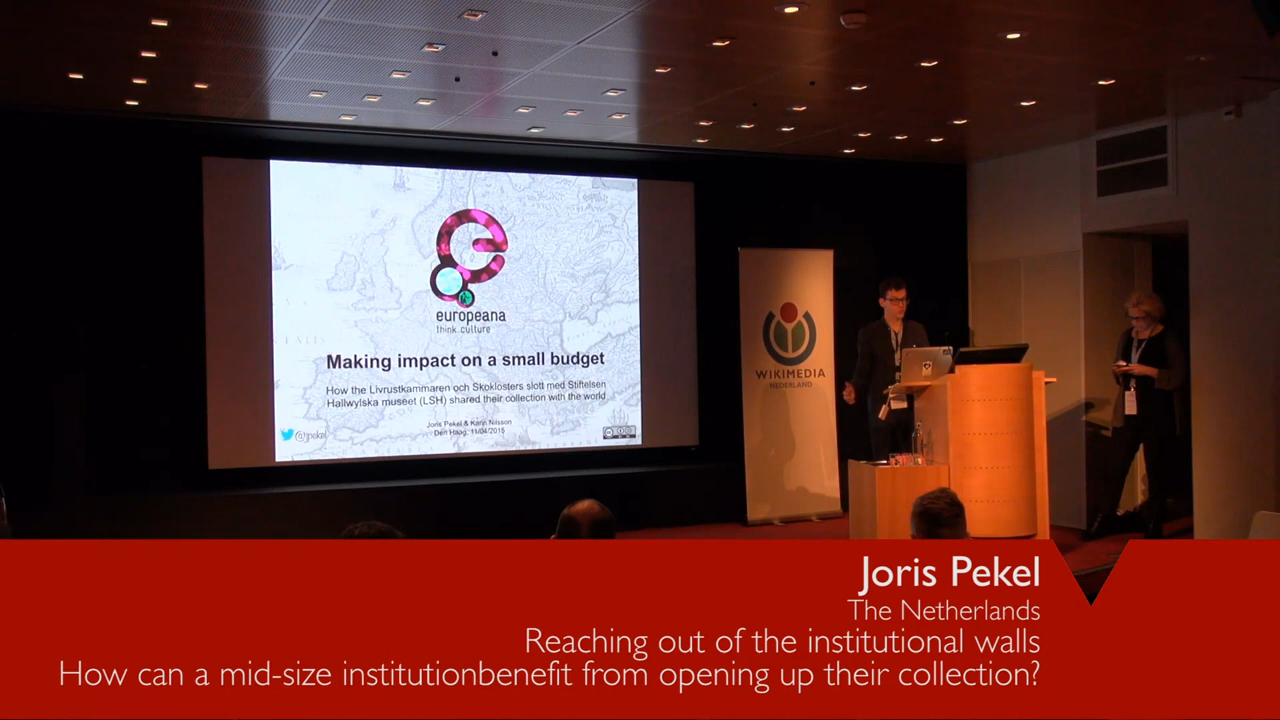 europeana
think culture
Making impact on a small budget
How the Livrustkammaren och Skoklosters slott med Stiftelsen
Hallwylska museet (LSH) shared their collection with the world
Joris Pekel & Karin Nilsson
Den Haag, 11/04/2015
@jpekel
WIKIMEDIA
NEDERLAND
Joris Pekel
The Netherlands
Reaching out of the institutional walls
How can a mid-size institutionbenefit from opening up their collection?